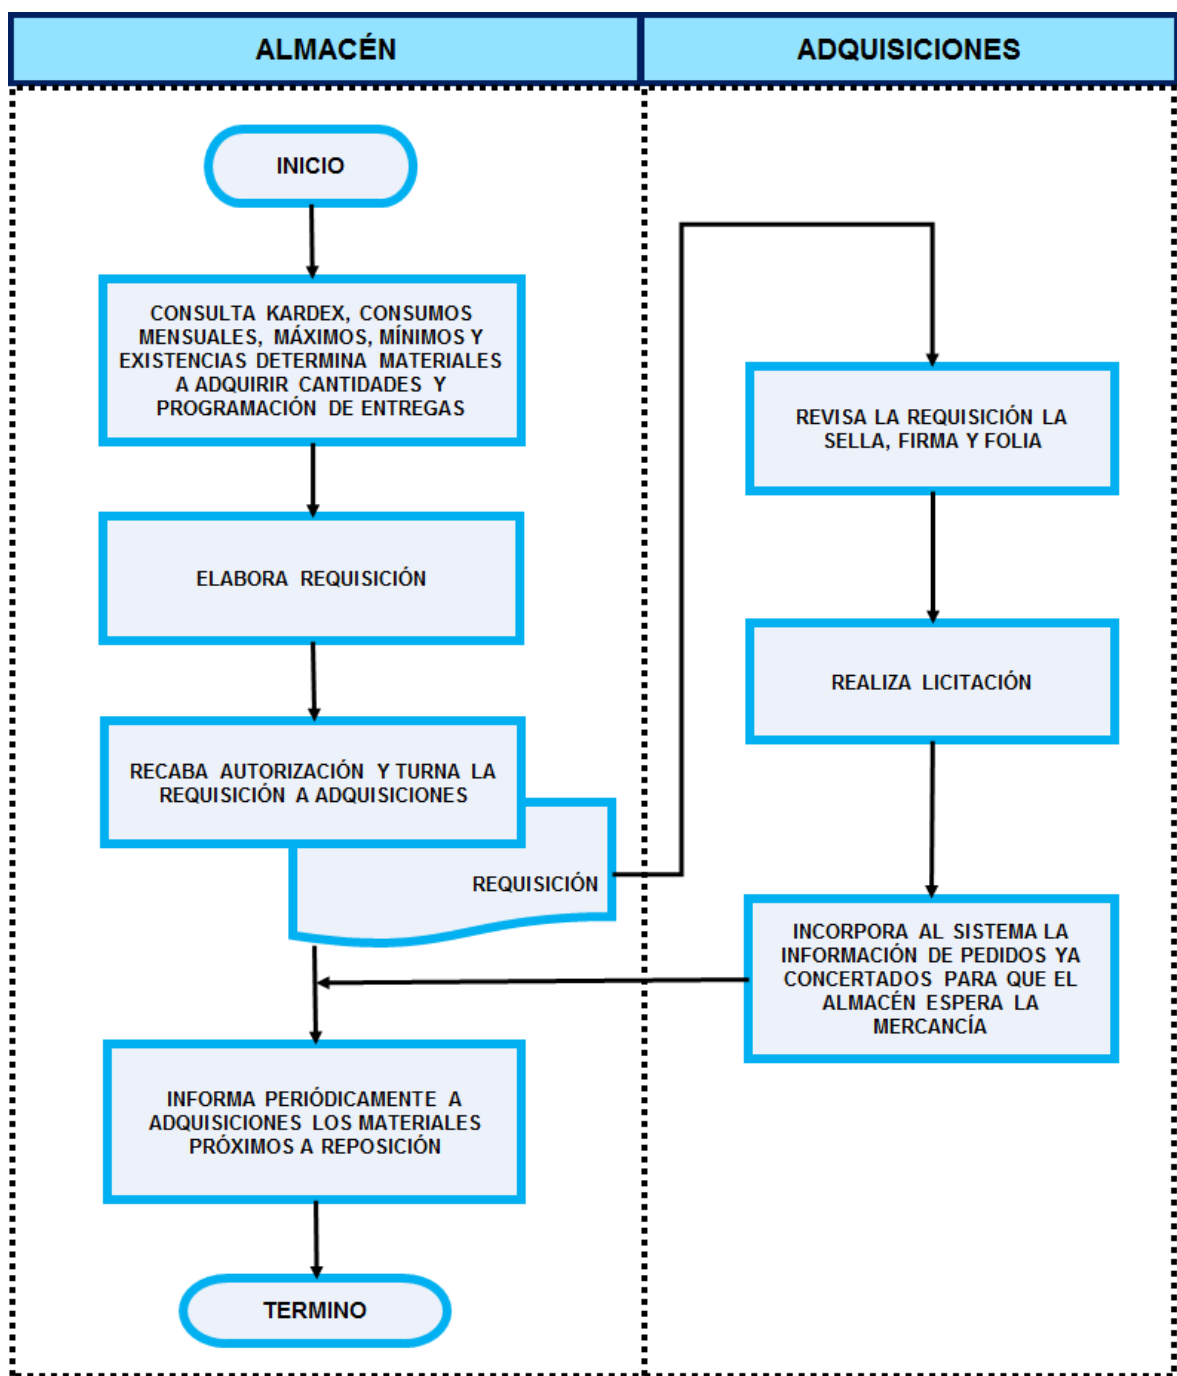 ALMACÉN
ADQUISICIONES
INICIO
CONSULTA KARDEX, CONSUMOS
MENSUALES, MÁXIMOS, MÍNIMOS Y
EXISTENCIAS DETERMINA MATERIALES
A ADQUIRIR CANTIDADES Y
PROGRAMACIÓN DE ENTREGAS
ELABORA REQUISICIÓN
RECABA AUTORIZACIÓN Y TURNA LA
REQUISICIÓN A ADQUISICIONES
REQUISICIÓN
REVISA LA REQUISICIÓN LA
SELLA, FIRMA Y FOLIA
REALIZA LICITACIÓN
INCORPORA AL SISTEMA LA
INFORMACIÓN DE PEDIDOS YA
CONCERTADOS PARA QUE EL
ALMACÉN ESPERA LA
MERCANCÍA
INFORMA PERIÓDICAMENTE A
ADQUISICIONES LOS MATERIALES
PRÓXIMOS A REPOSICIÓN
TERMINO